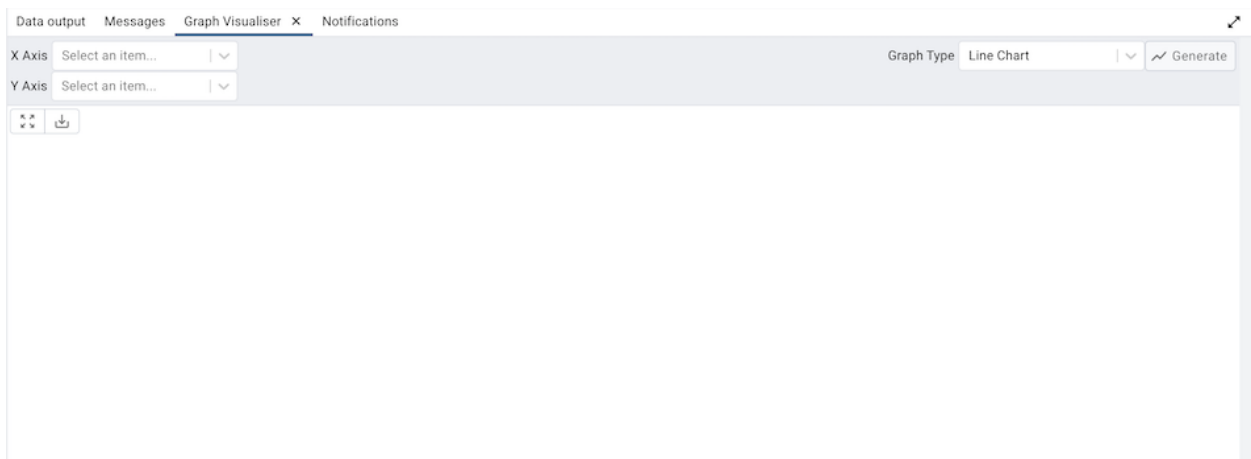 Data output Messages Graph Visualiser Notifications
X Axis Select an item... Graph Type Line Chart Generate
Y Axis Select an item...